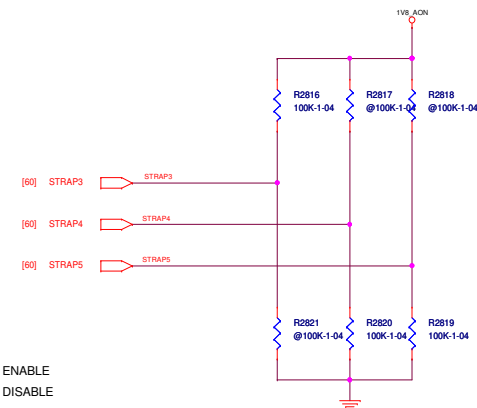 1V8_AON
R2816 R2817 R2818
100K-1-04 @100K-1-04 @100K-1-04
[60] STRAP3 STRAP3
[60] STRAP4 STRAP4
[60] STRAP5 STRAP5
R2821 R2820 R2819
@100K-1-04 100K-1-04 100K-1-04
ENABLE
DISABLE